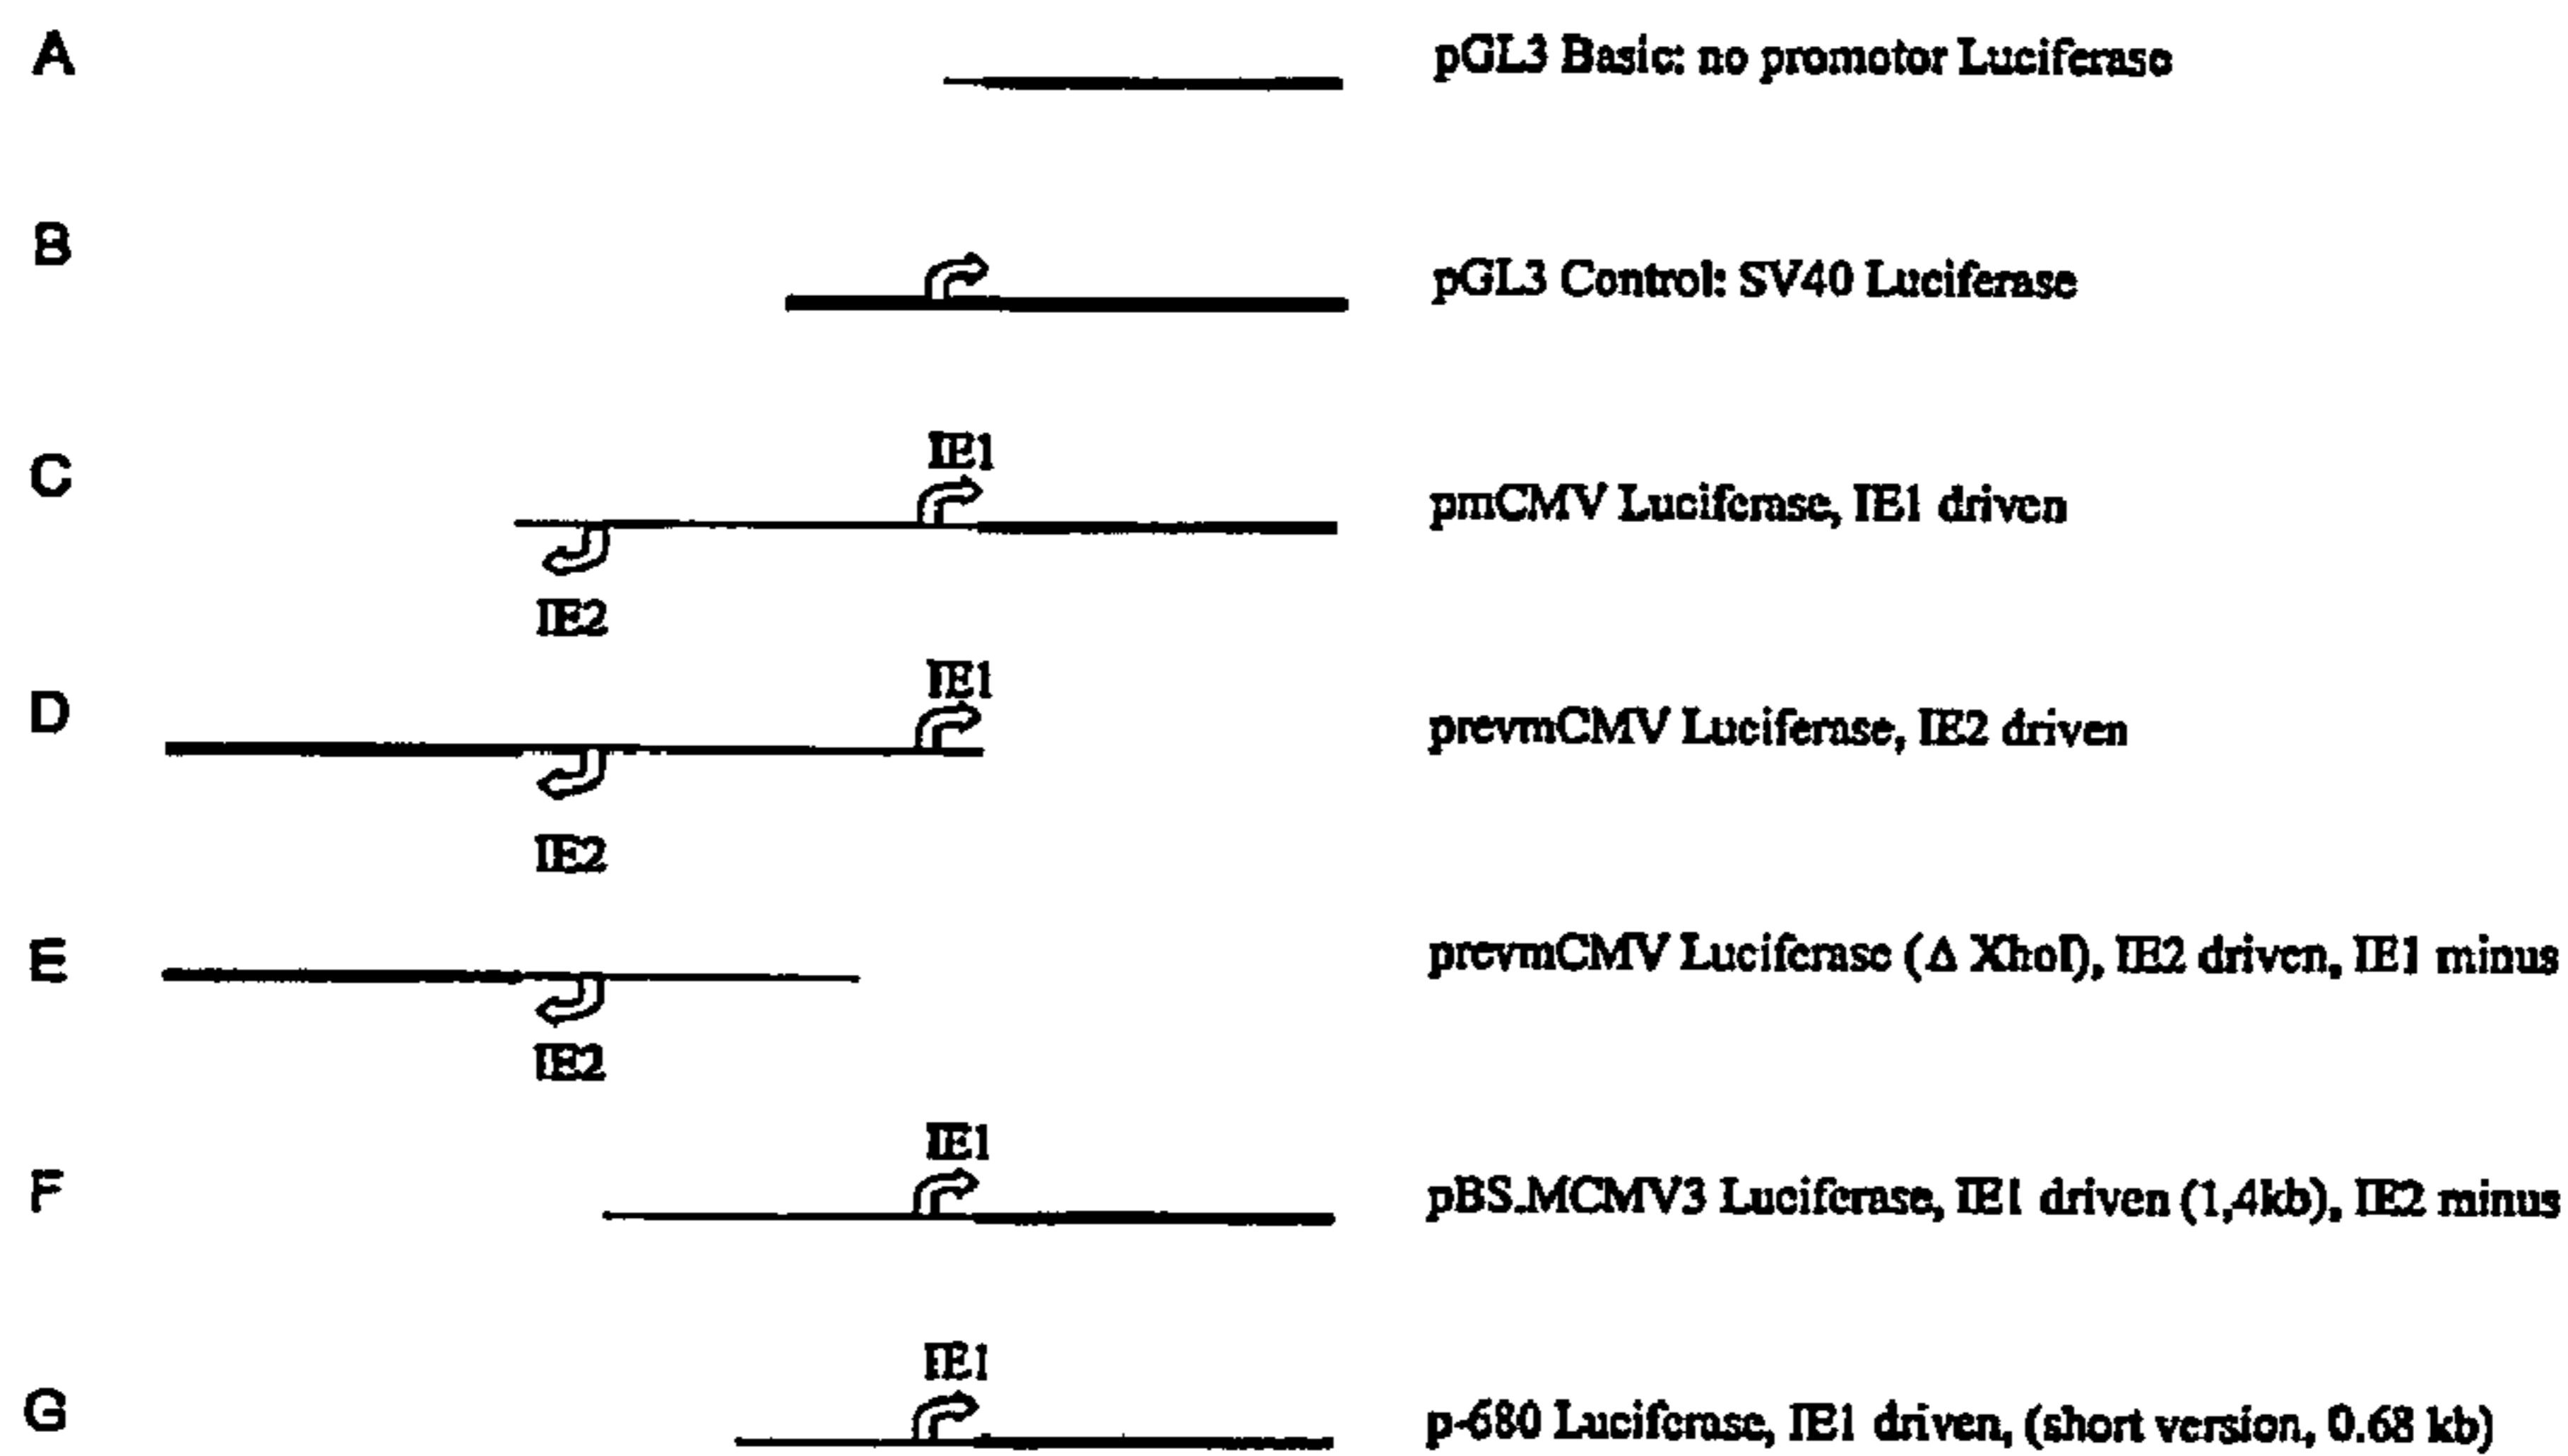 A
pGL3 Basic: no promotor Luciferase
B
pGL3 Control: SV40 Luciferase
IE1
C
pmCMV Luciferase, IE1 driven
IE2
IE1
D
prevmCMV Luciferase, IE2 driven
IE2
E
prevmCMV Luciferase (Δ XhoI), IE2 driven, IE1 minus
IE2
IE1
F
pBS.MCMV3 Luciferase, IE1 driven (1,4kb), IE2 minus
IE1
G
p-680 Luciferase, IE1 driven, (short version, 0.68 kb)